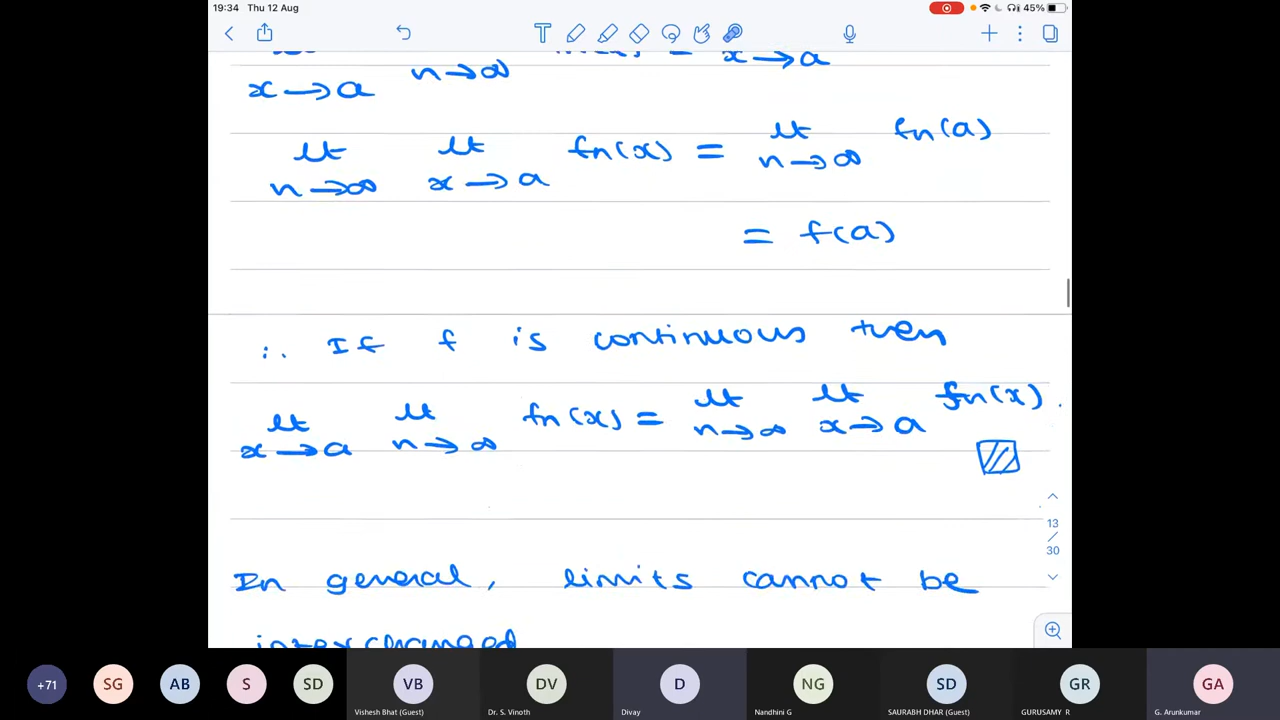 19:34 Thu 12 Aug
45%
x→a n→∞ = x→a
lt n→∞ lt x→a fn(x) = lt n→∞ fn(a)
= f(a)
∴ If f is continuous then
lt x→a lt n→∞ fn(x) = lt n→∞ lt x→a fn(x).
13
/
30
In general, limits cannot be
interchanged
+71 SG AB S SD VB DV D NG SD GR GA
Vishesh Bhat (Guest) Dr. S. Vinoth Divay Nandhini G SAURABH DHAR (Guest) GURUSAMY R G. Arunkumar